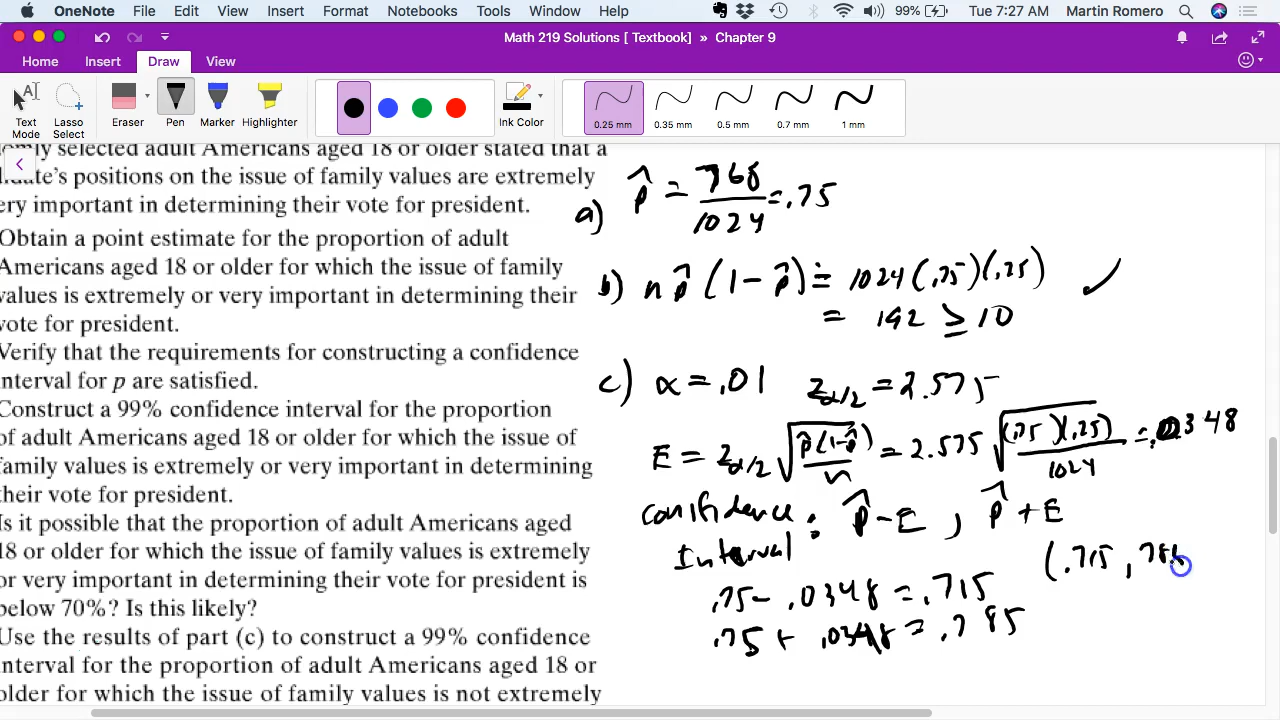 OneNote File Edit View Insert Format Notebooks Tools Window Help 99% Tue 7:27 AM Martin Romero
Math 219 Solutions [ Textbook] » Chapter 9
Home Insert Draw View
Text Mode Lasso Select Eraser Pen Marker Highlighter Ink Color 0.25 mm 0.35 mm 0.5 mm 0.7 mm 1 mm
selected adult Americans aged 18 or older stated that a
positions on the issue of family values are extremely
ery important in determining their vote for president.
Obtain a point estimate for the proportion of adult
Americans aged 18 or older for which the issue of family
values is extremely or very important in determining their
vote for president.
Verify that the requirements for constructing a confidence
interval for p are satisfied.
Construct a 99% confidence interval for the proportion
of adult Americans aged 18 or older for which the issue of
family values is extremely or very important in determining
their vote for president.
Is it possible that the proportion of adult Americans aged
18 or older for which the issue of family values is extremely
or very important in determining their vote for president is
below 70%? Is this likely?
Use the results of part (c) to construct a 99% confidence
interval for the proportion of adult Americans aged 18 or
older for which the issue of family values is not extremely
a) p̂ = 768/1024 = .75
b) n p̂ (1 - p̂) = 1024 (.75)(.25) ✓
= 192 ≥ 10
c) α = .01 z_α/2 = 2.575
E = z_α/2 √(p̂(1-p̂)/n) = 2.575 √((.75)(.25)/1024) = .0348
Confidence Interval : p̂ - E , p̂ + E
(.715 , .785
.75 - .0348 = .715
.75 + .0348 = .785